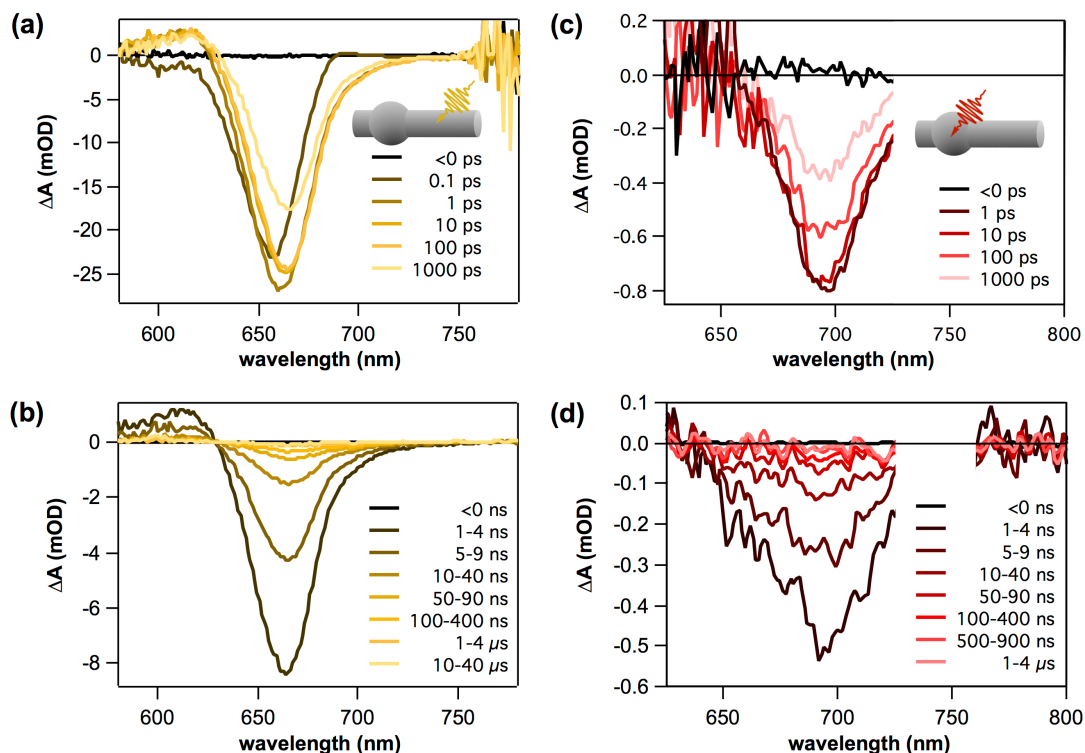 (a)
ΔA (mOD)
0
-5
-10
-15
-20
-25
<0 ps
0.1 ps
1 ps
10 ps
100 ps
1000 ps
600
650
700
750
wavelength (nm)
(c)
ΔA (mOD)
0.2
0.0
-0.2
-0.4
-0.6
-0.8
<0 ps
1 ps
10 ps
100 ps
1000 ps
650
700
750
800
wavelength (nm)
(b)
ΔA (mOD)
0
-2
-4
-6
-8
<0 ns
1-4 ns
5-9 ns
10-40 ns
50-90 ns
100-400 ns
1-4 µs
10-40 µs
600
650
700
750
wavelength (nm)
(d)
ΔA (mOD)
0.1
0.0
-0.1
-0.2
-0.3
-0.4
-0.5
-0.6
<0 ns
1-4 ns
5-9 ns
10-40 ns
50-90 ns
100-400 ns
500-900 ns
1-4 µs
650
700
750
800
wavelength (nm)